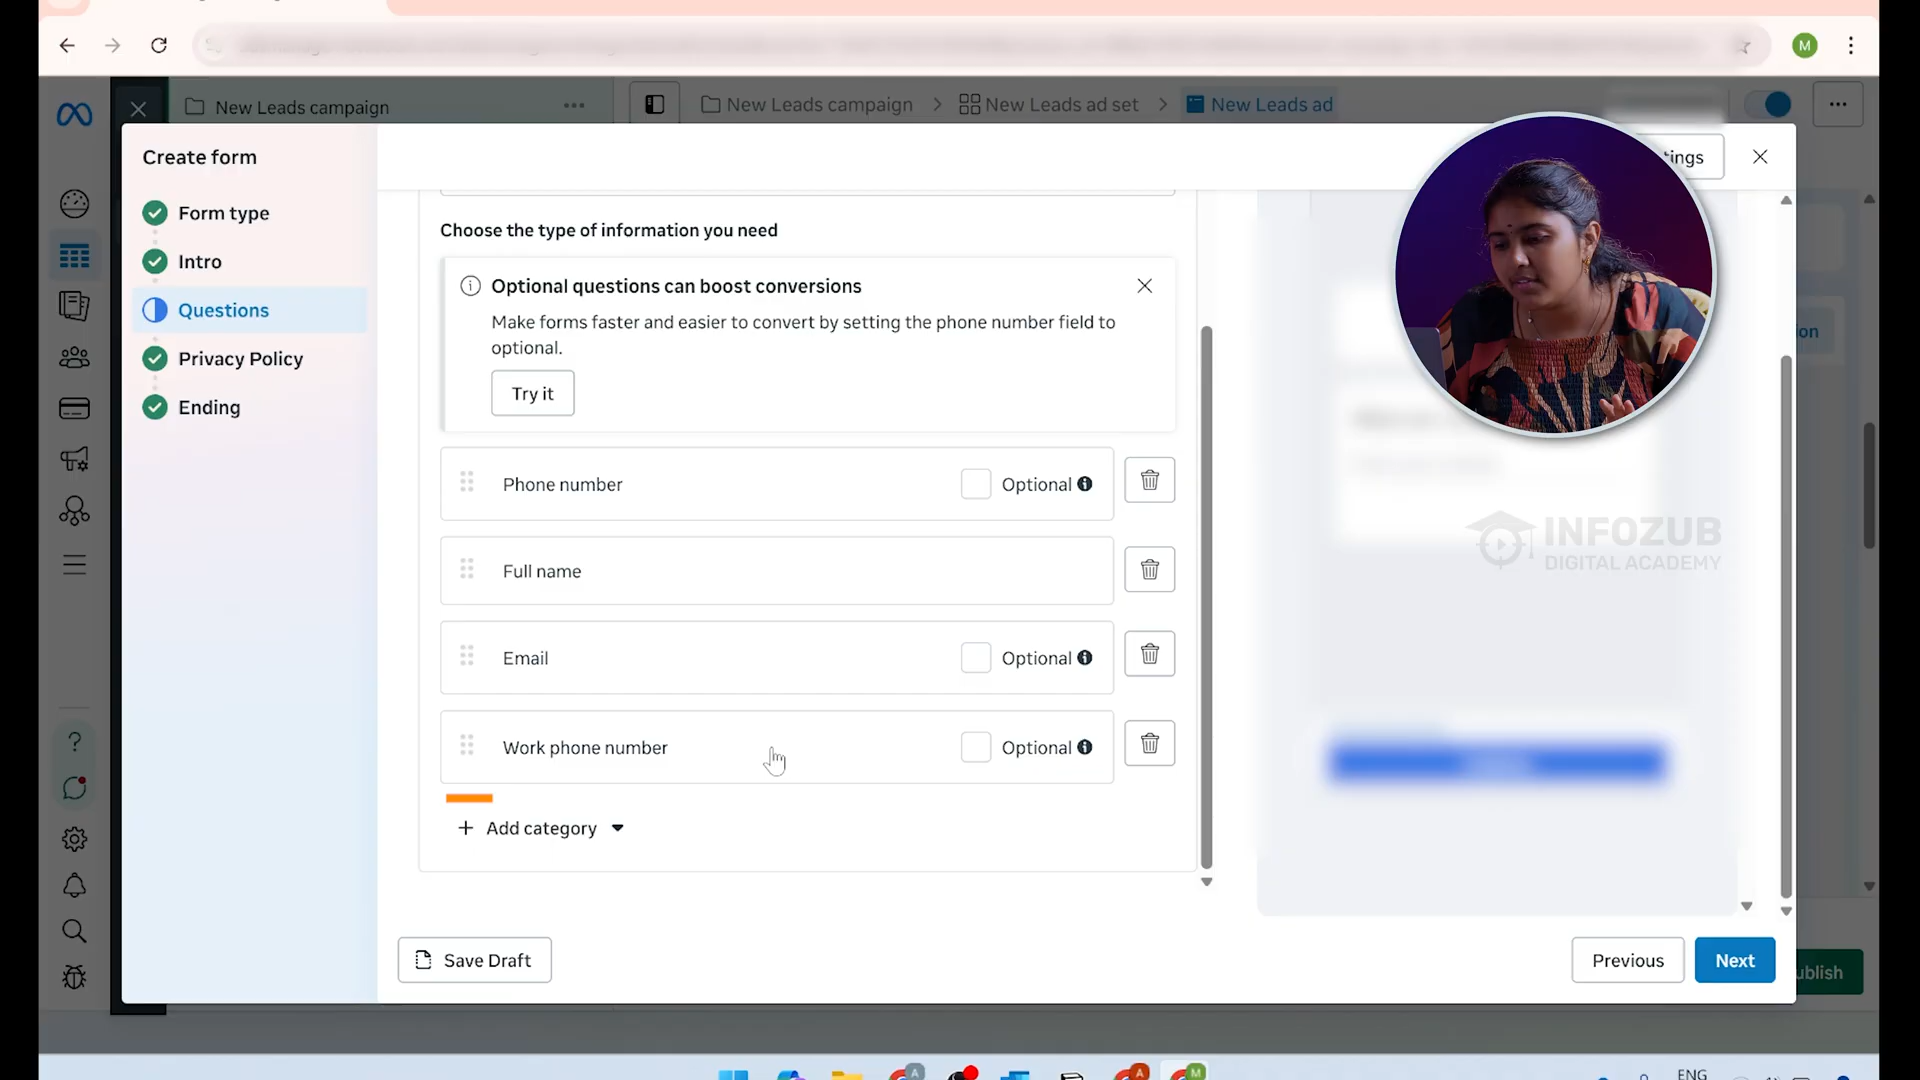 M
New Leads campaign
New Leads campaign
New Leads ad set
New Leads ad
Create form
Form type
Intro
Questions
Privacy Policy
Ending
Choose the type of information you need
Optional questions can boost conversions
Make forms faster and easier to convert by setting the phone number field to
optional.
Try it
Phone number
Optional
Full name
Email
Optional
Work phone number
Optional
Add category
INFOZUB
DIGITAL ACADEMY
Save Draft
Previous
Next
A
A
M
ENG